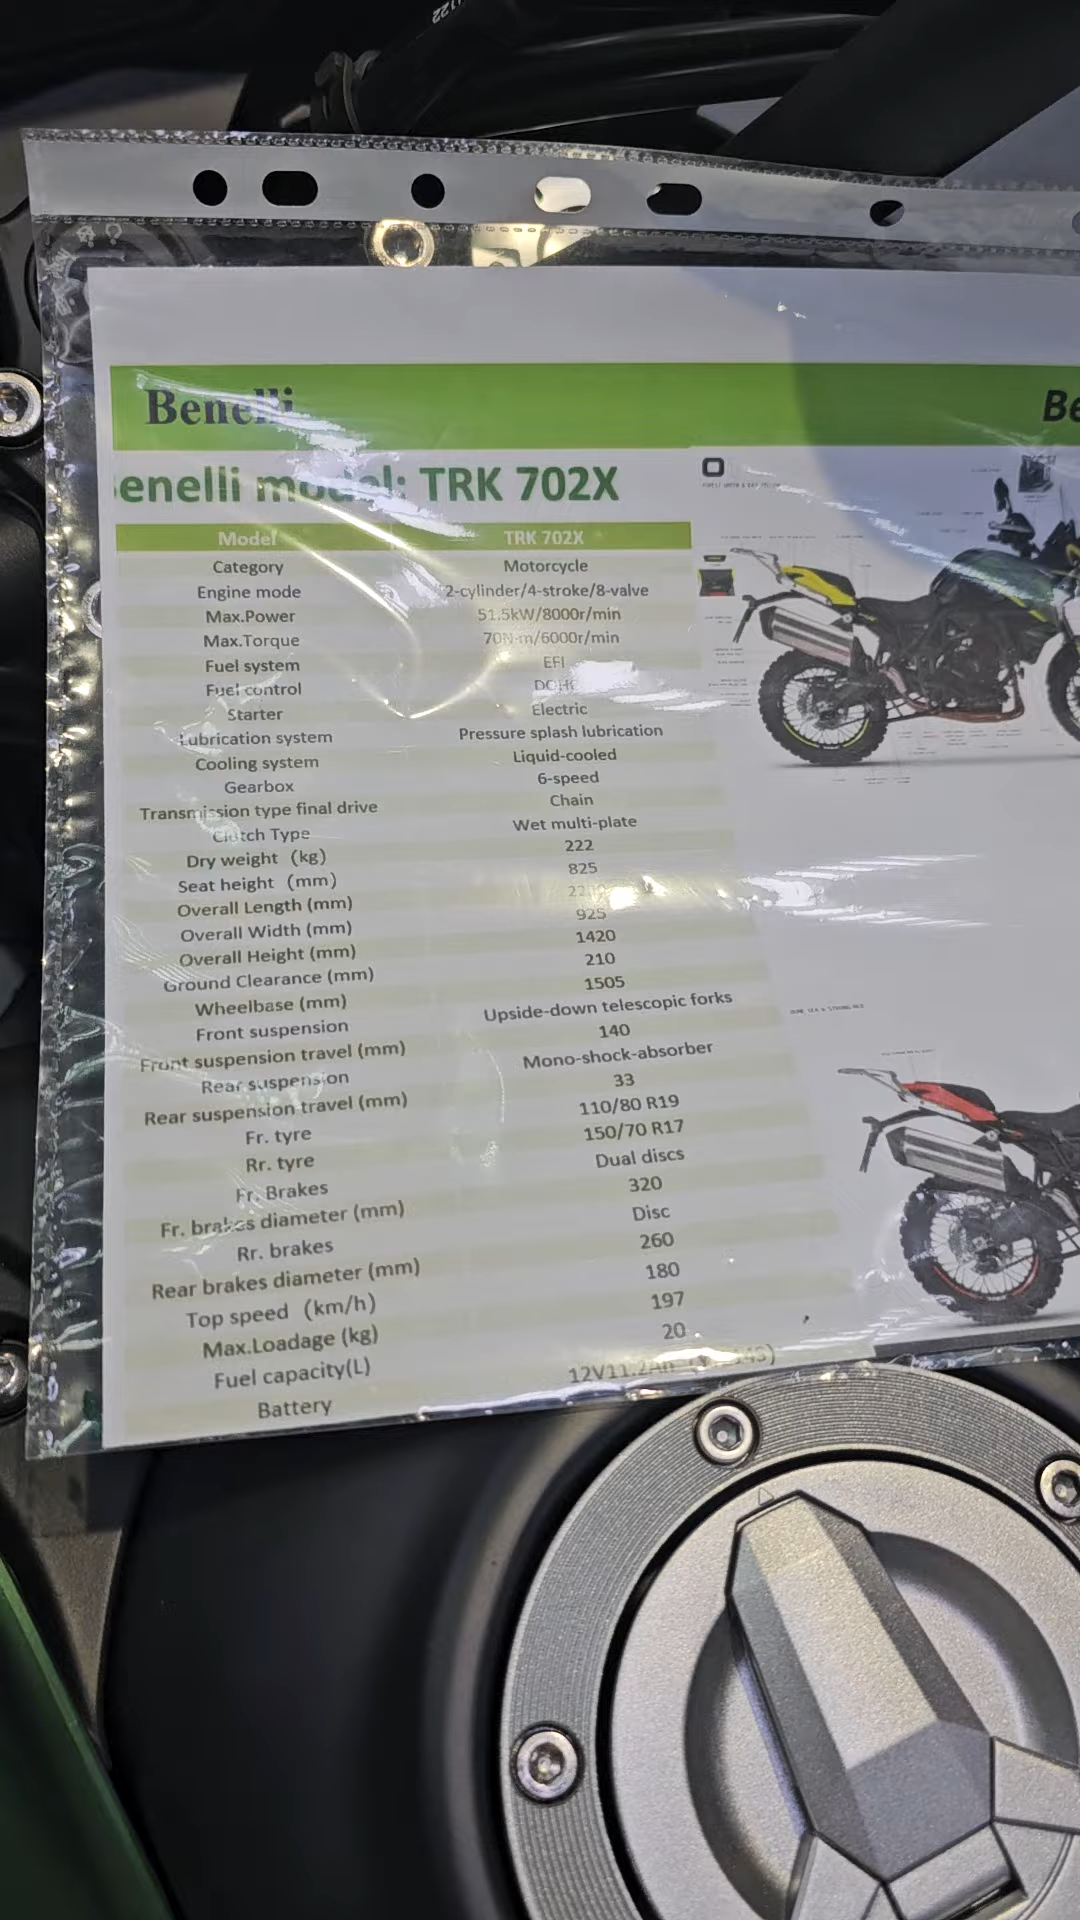 Benelli
Be
enelli model: TRK 702X
Model TRK 702X
Category Motorcycle
Engine mode 2-cylinder/4-stroke/8-valve
Max.Power 51.5kW/8000r/min
Max.Torque 70N·m/6000r/min
Fuel system EFI
Fuel control
Starter Electric
Lubrication system Pressure splash lubrication
Cooling system Liquid-cooled
Gearbox 6-speed
Transmission type final drive Chain
Clutch Type Wet multi-plate
Dry weight (kg) 222
Seat height (mm) 825
Overall Length (mm)
Overall Width (mm) 925
Overall Height (mm) 1420
Ground Clearance (mm) 210
Wheelbase (mm) 1505
Front suspension Upside-down telescopic forks
Front suspension travel (mm) 140
Rear suspension Mono-shock-absorber
Rear suspension travel (mm) 33
Fr. tyre 110/80 R19
Rr. tyre 150/70 R17
Fr. Brakes Dual discs
Fr. brakes diameter (mm) 320
Rr. brakes Disc
Rear brakes diameter (mm) 260
Top speed (km/h) 180
Max.Loadage (kg) 197
Fuel capacity(L) 20
Battery 12V11.2Ah